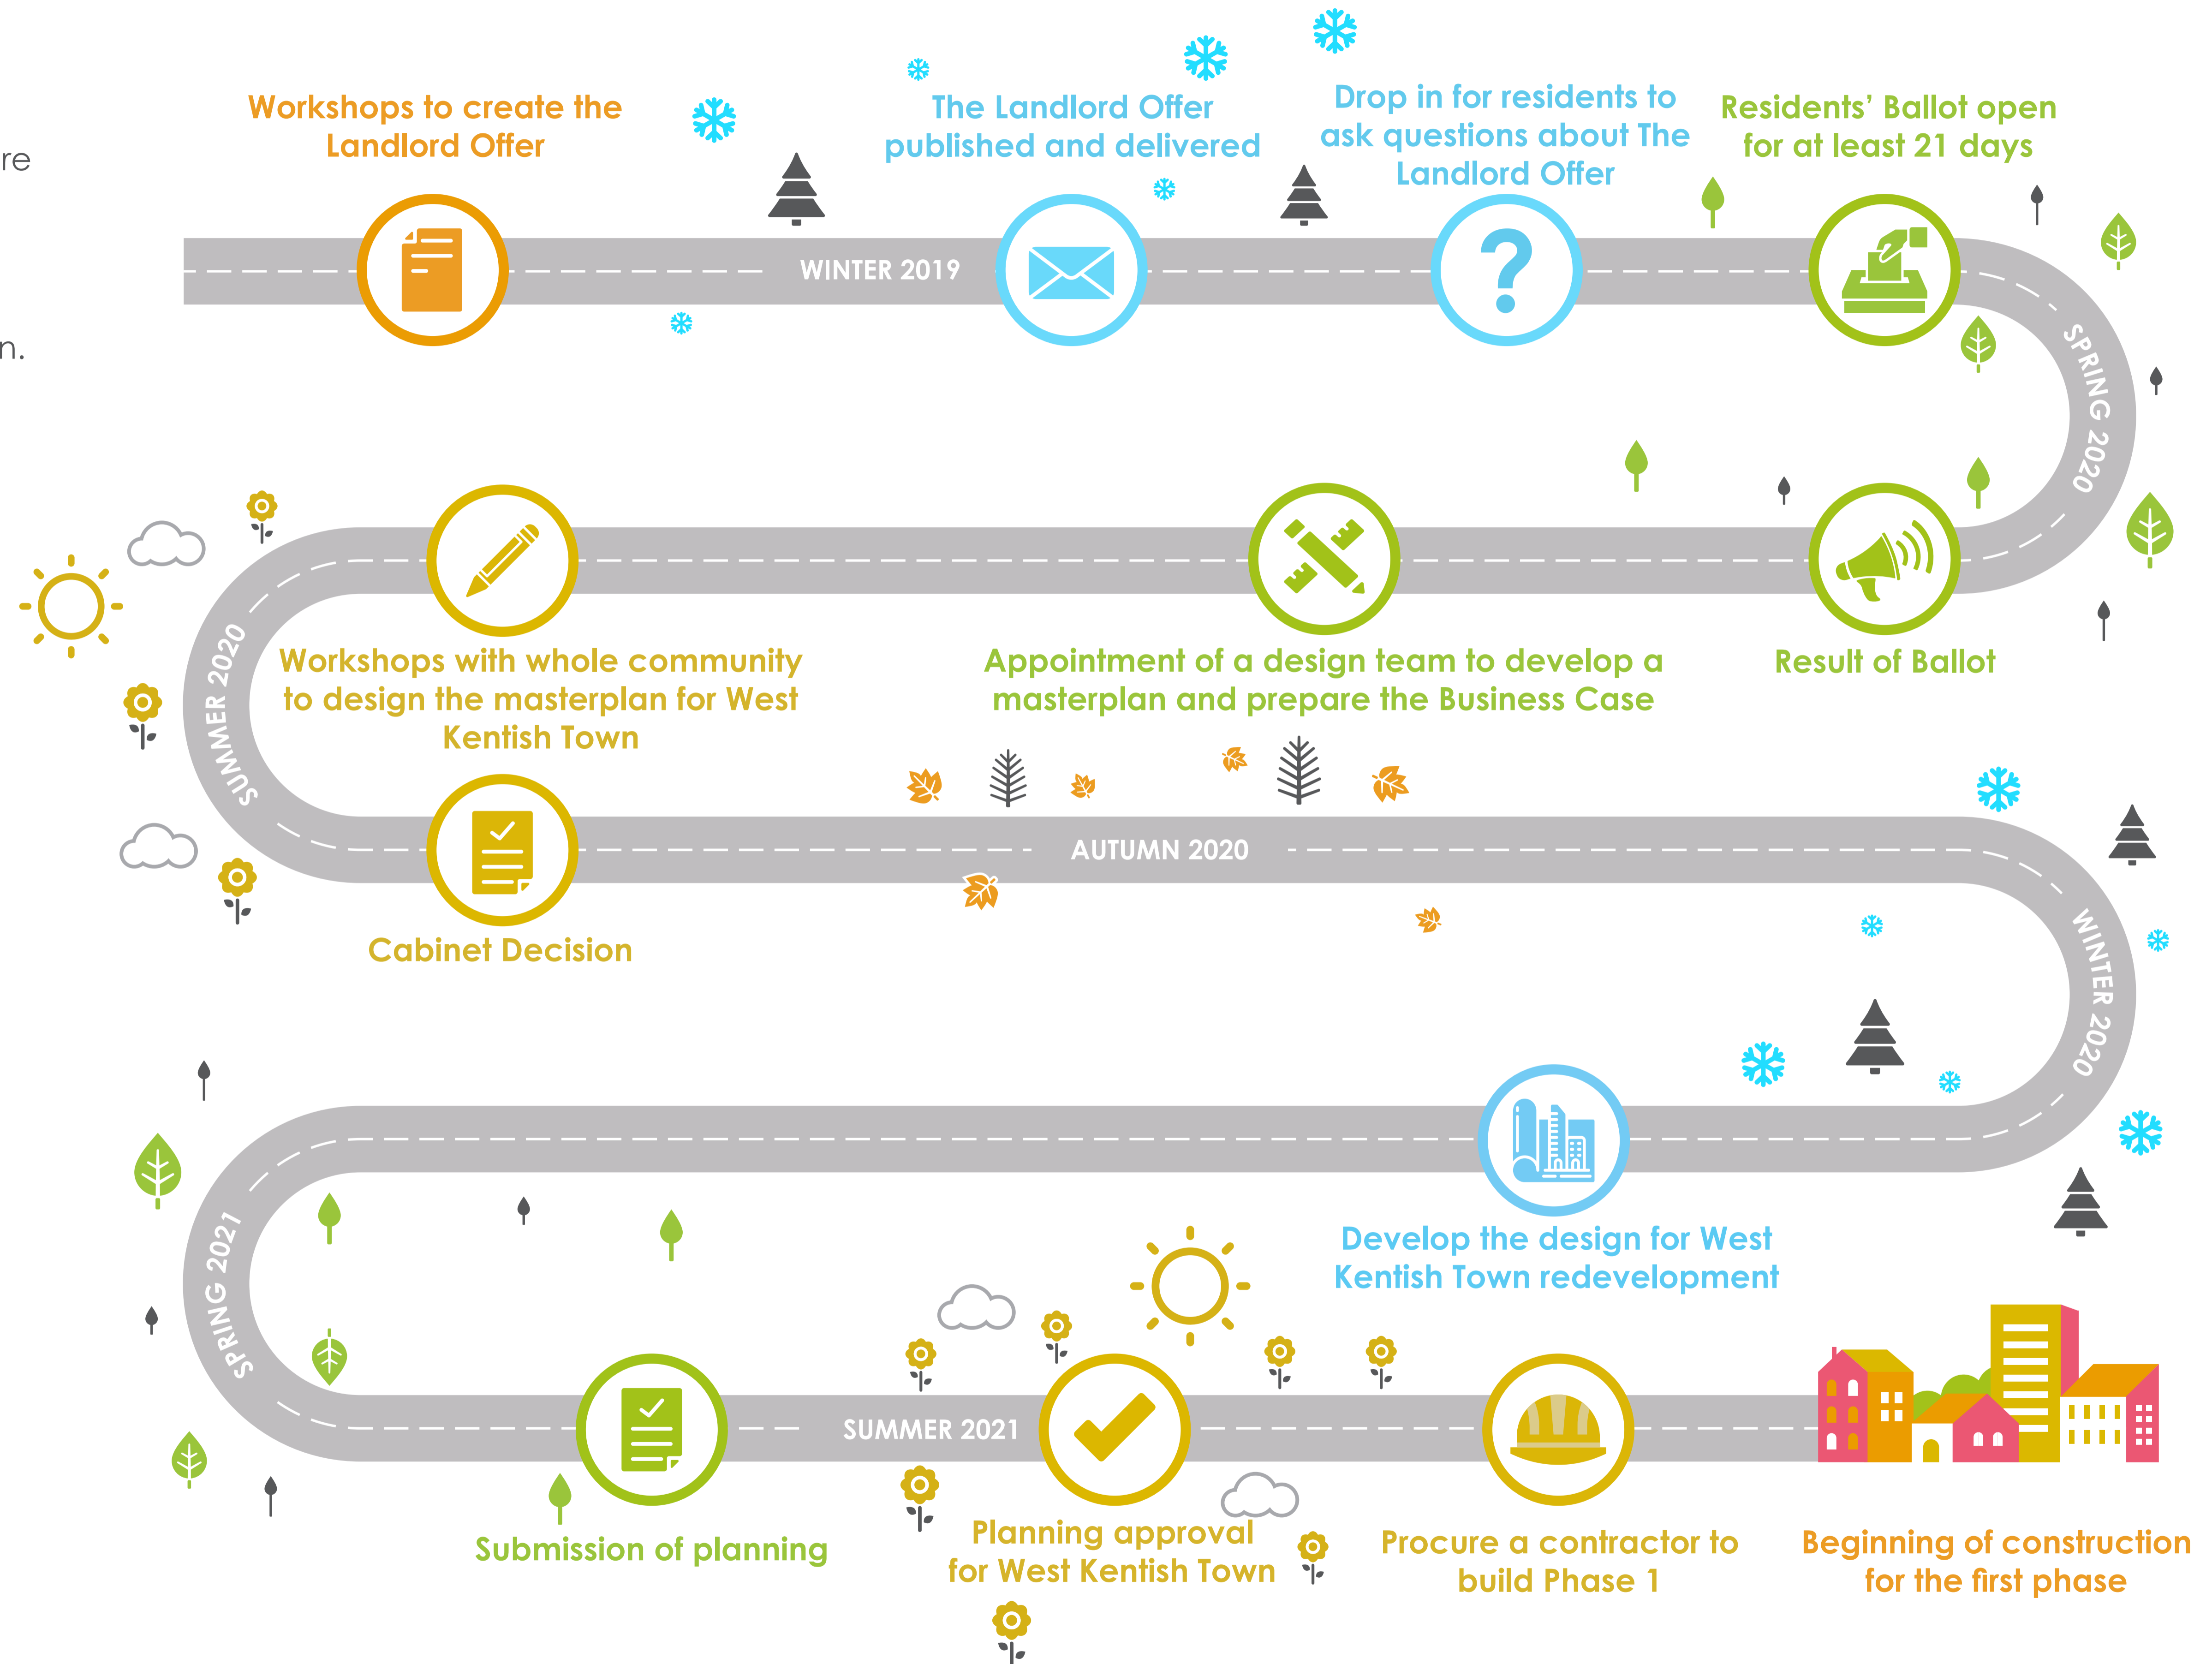 re
n.
Workshops to create the
Landlord Offer
WINTER 2019
The Landlord Offer
published and delivered
Drop in for residents to
ask questions about The
Landlord Offer
Residents’ Ballot open
for at least 21 days
SPRING 2020
Result of Ballot
Appointment of a design team to develop a
masterplan and prepare the Business Case
Workshops with whole community
to design the masterplan for West
Kentish Town
SUMMER 2020
Cabinet Decision
AUTUMN 2020
WINTER 2020
Develop the design for West
Kentish Town redevelopment
SPRING 2021
Submission of planning
SUMMER 2021
Planning approval
for West Kentish Town
Procure a contractor to
build Phase 1
Beginning of construction
for the first phase